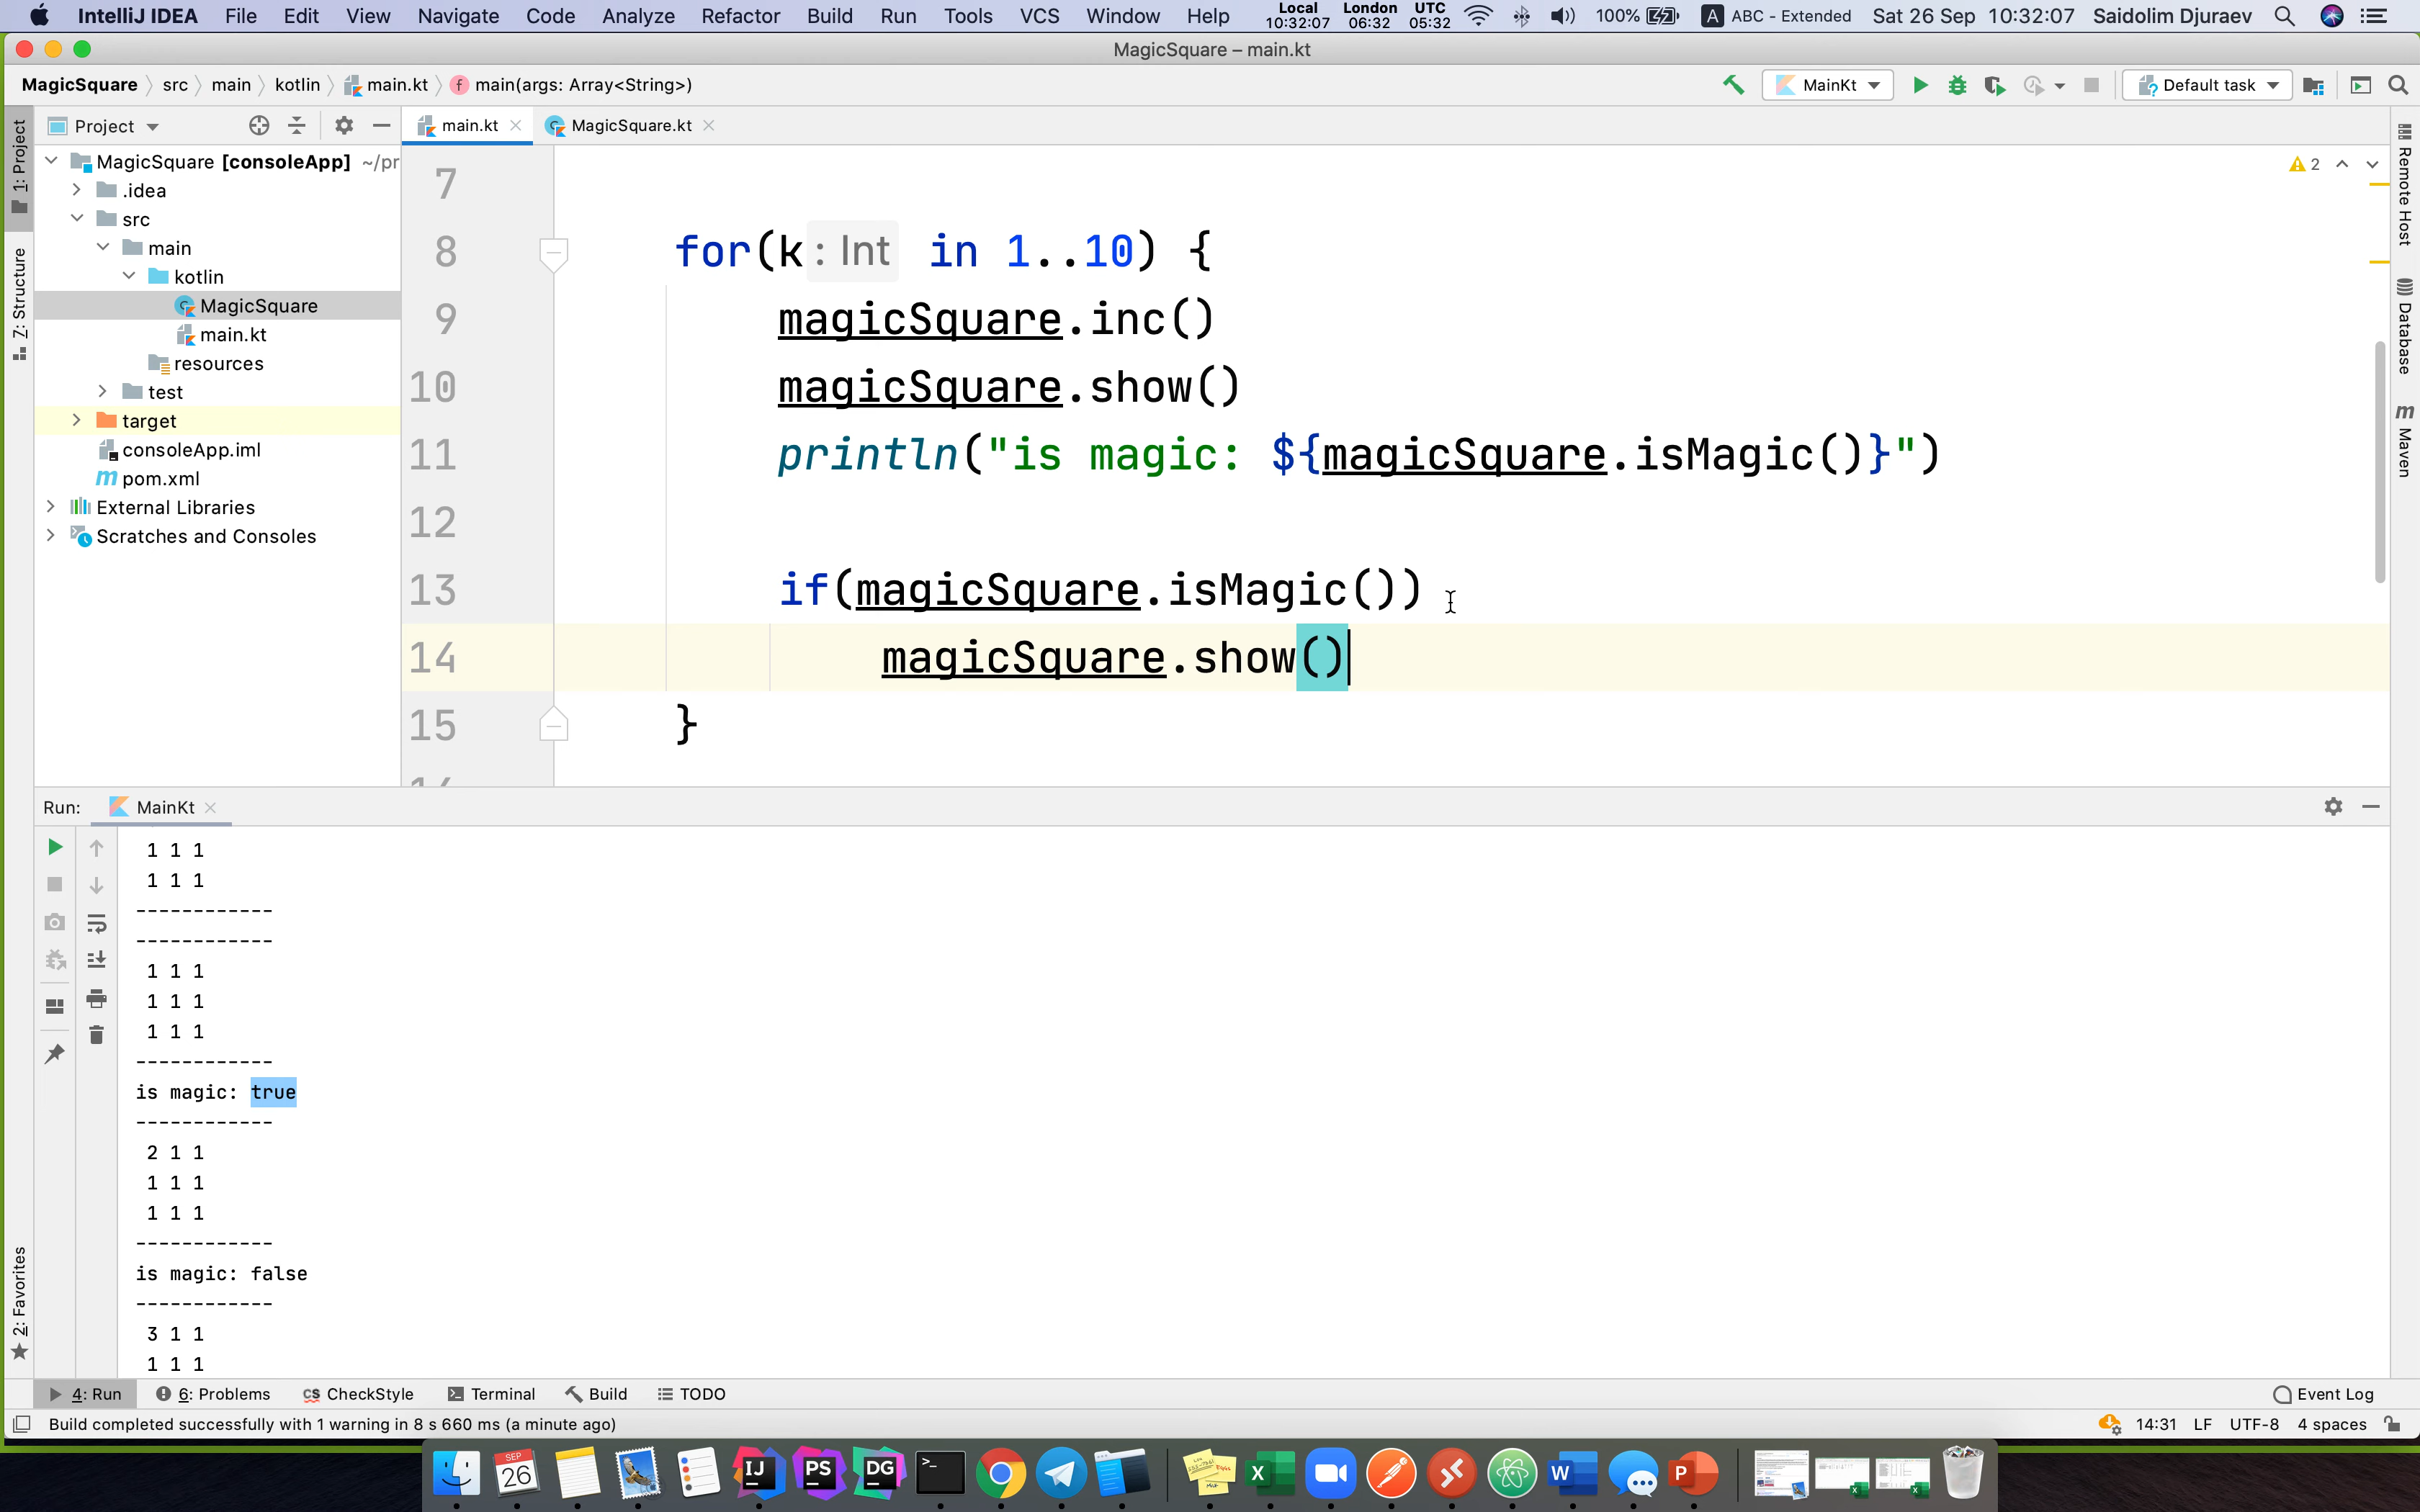 IntelliJ IDEA File Edit View Navigate Code Analyze Refactor Build Run Tools VCS Window Help Local 10:32:07 London 06:32 UTC 05:32 100% A ABC - Extended Sat 26 Sep 10:32:07 Saidolim Djuraev
MagicSquare – main.kt
MagicSquare src main kotlin main.kt f main(args: Array<String>) MainKt Default task
1: Project
Project
main.kt
MagicSquare.kt
MagicSquare [consoleApp] ~/pr
.idea
src
main
kotlin
MagicSquare
main.kt
resources
test
target
consoleApp.iml
m pom.xml
External Libraries
Scratches and Consoles
Z: Structure
2: Favorites
2
7
8 for(k: Int in 1..10) {
9 magicSquare.inc()
10 magicSquare.show()
11 println("is magic: ${magicSquare.isMagic()}")
12
13 if(magicSquare.isMagic())
14 magicSquare.show()
15 }
Remote Host
Database
m Maven
Run: MainKt
1 1 1
1 1 1
------------
------------
1 1 1
1 1 1
1 1 1
------------
is magic: true
------------
2 1 1
1 1 1
1 1 1
------------
is magic: false
------------
3 1 1
1 1 1
4: Run 6: Problems CS CheckStyle Terminal Build TODO Event Log
Build completed successfully with 1 warning in 8 s 660 ms (a minute ago) 14:31 LF UTF-8 4 spaces
SEP
26
IJ
PS
DG
>_
X
W
P